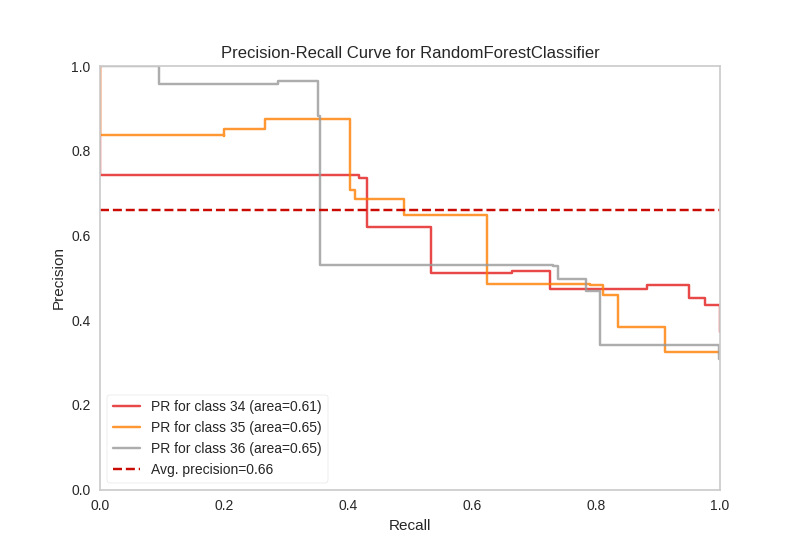 Precision-Recall Curve for RandomForestClassifier
1.0
0.8
0.6
0.4
0.2
0.0
Precision
PR for class 34 (area=0.61)
PR for class 35 (area=0.65)
PR for class 36 (area=0.65)
Avg. precision=0.66
0.0 0.2 0.4 0.6 0.8 1.0
Recall